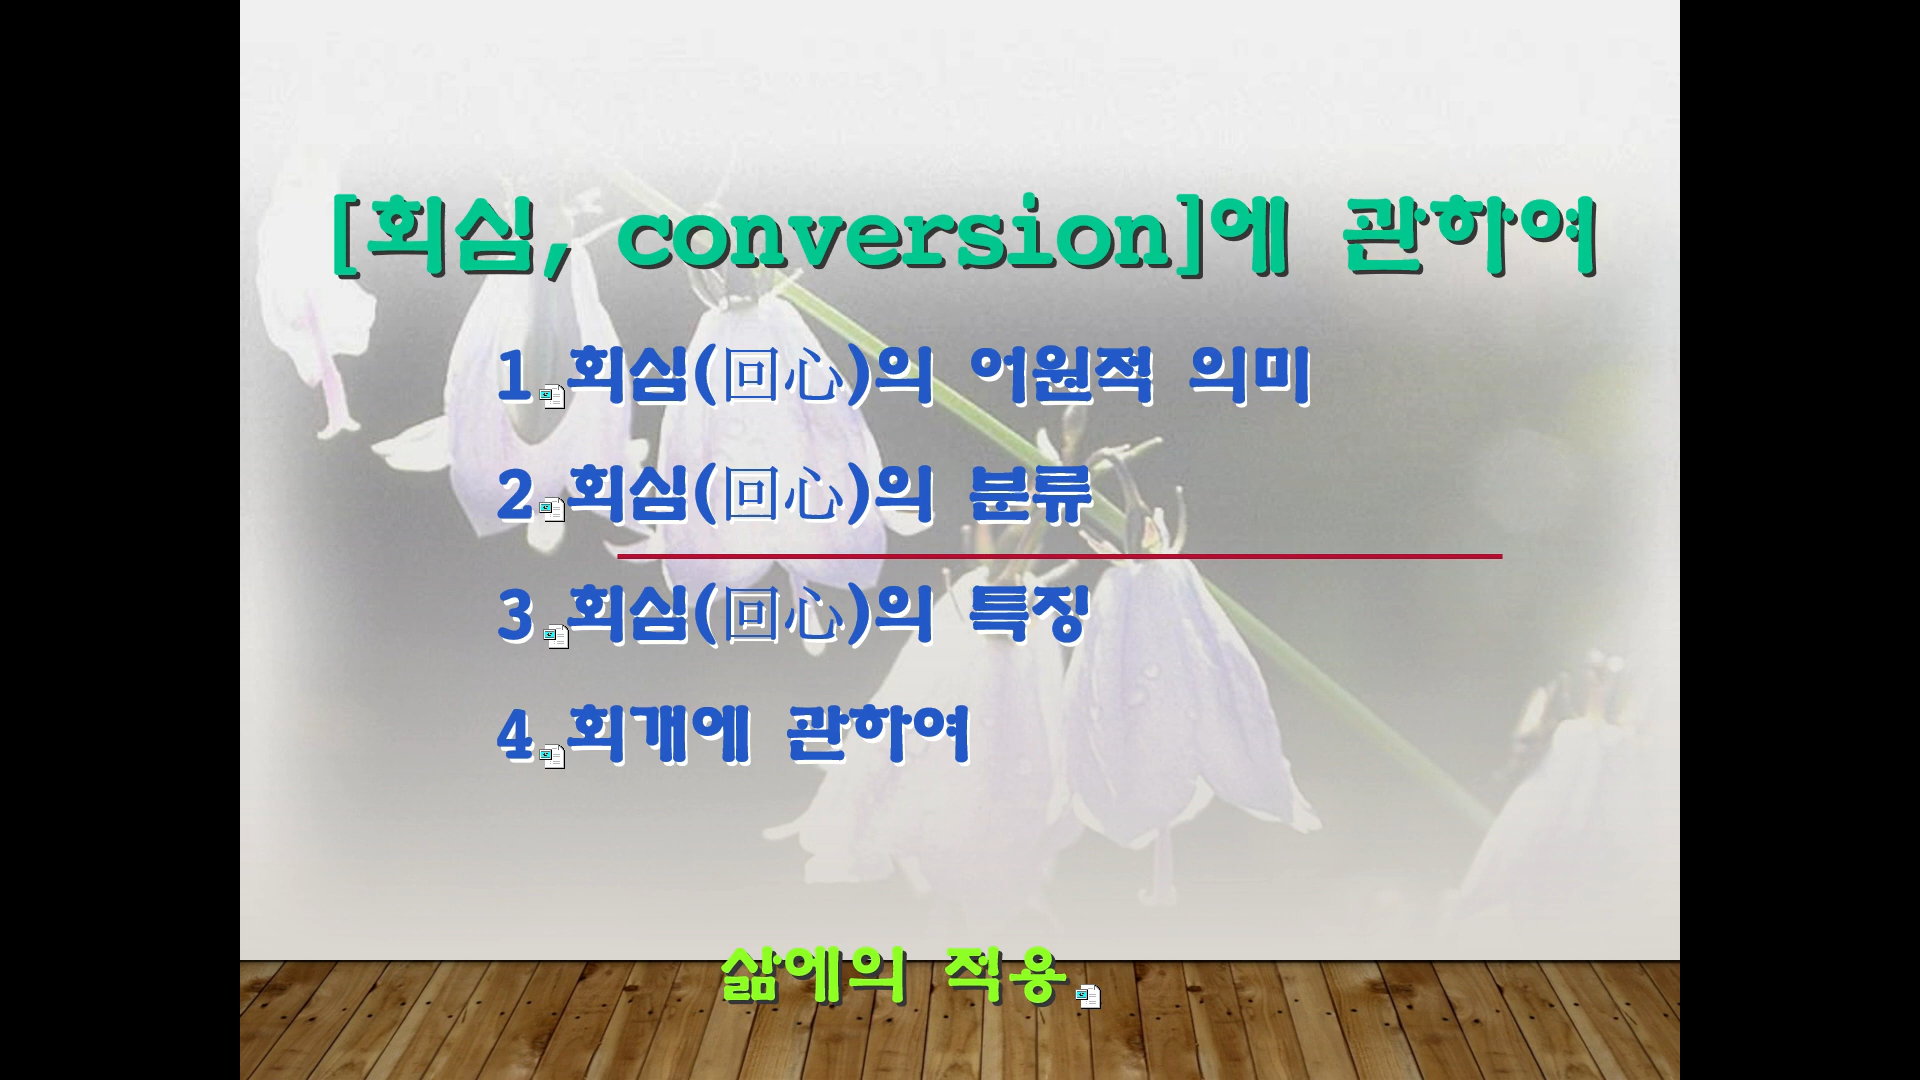 [회심, conversion]에 관하여
1.회심(回心)의 어원적 의미
2.회심(回心)의 분류
3.회심(回心)의 특징
4.회개에 관하여
삶에의 적용